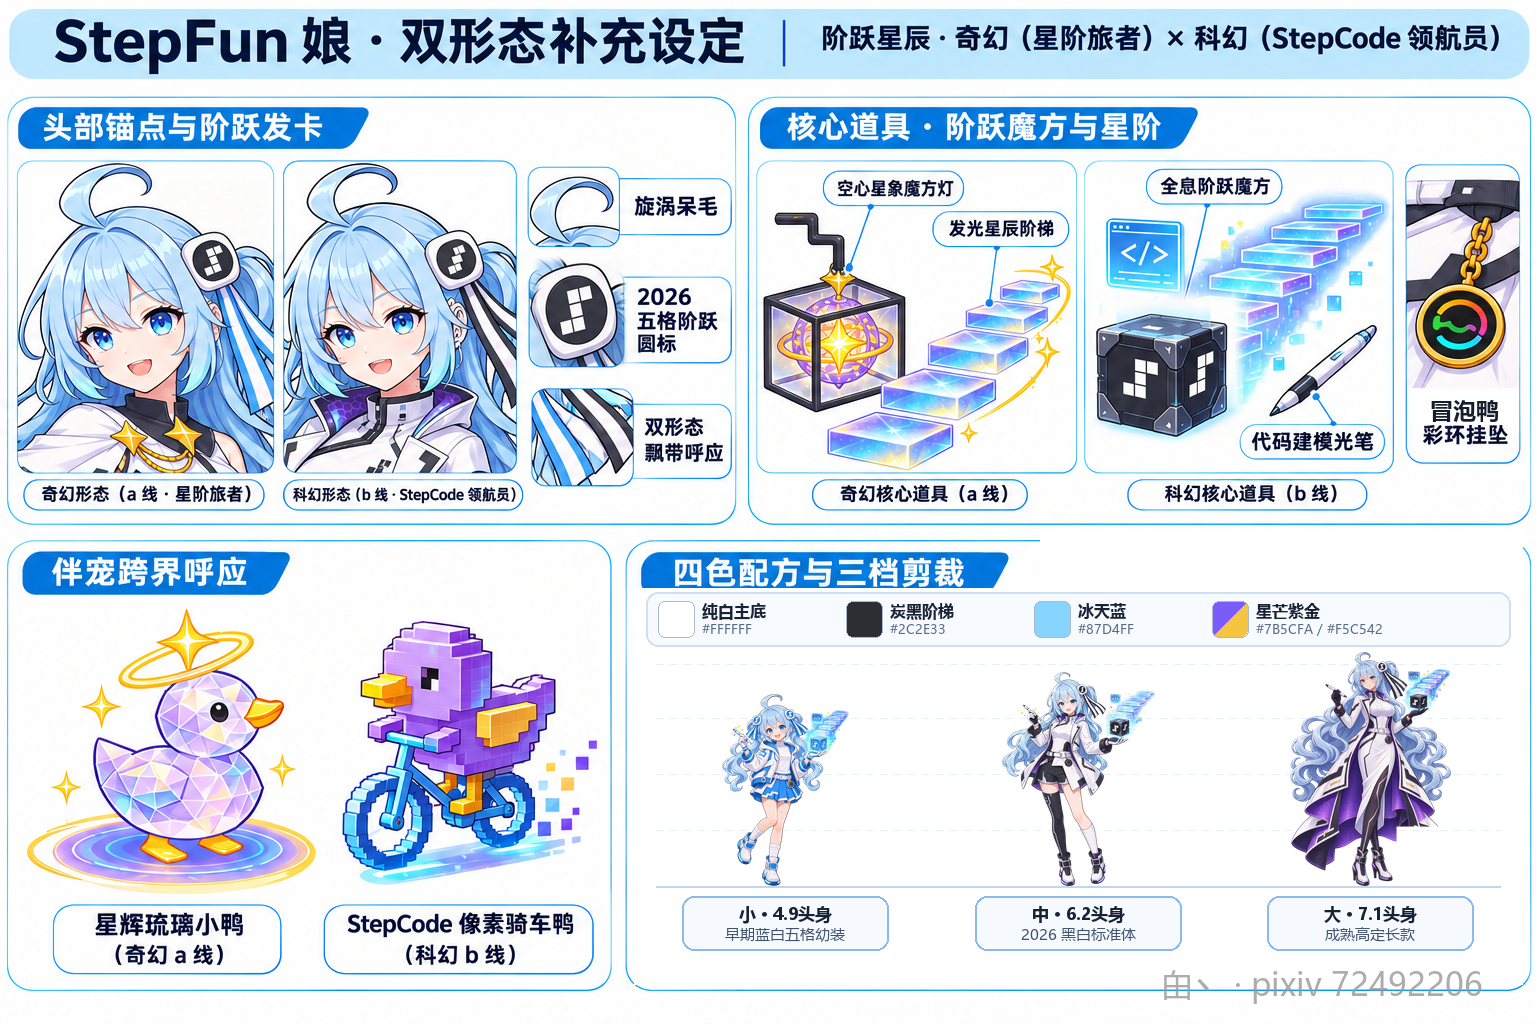 StepFun 娘 · 双形态补充设定
阶跃星辰 · 奇幻（星阶旅者）× 科幻（StepCode 领航员）
头部锚点与阶跃发卡
旋涡呆毛
2026
五格阶跃
圆标
双形态
飘带呼应
奇幻形态（a 线 · 星阶旅者）
科幻形态（b 线 · StepCode 领航员）
核心道具 · 阶跃魔方与星阶
空心星象魔方灯
发光星辰阶梯
奇幻核心道具（a 线）
全息阶跃魔方
</>
代码建模光笔
科幻核心道具（b 线）
冒泡鸭
彩环挂坠
伴宠跨界呼应
星辉琉璃小鸭
（奇幻 a 线）
StepCode 像素骑车鸭
（科幻 b 线）
四色配方与三档剪裁
纯白主底
#FFFFFF
炭黑阶梯
#2C2E33
冰天蓝
#87D4FF
星芒紫金
#7B5CFA / #F5C542
小 • 4.9头身
早期蓝白五格幼装
中 • 6.2头身
2026 黑白标准体
大 • 7.1头身
成熟高定长款
由丶 · pixiv 72492206